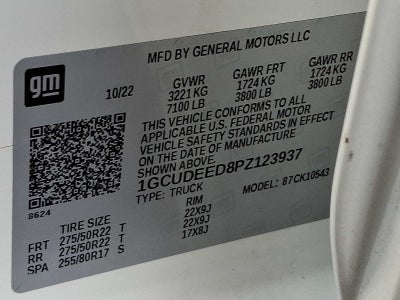 MFD BY GENERAL MOTORS LLC
gm
10/22
GVWR GAWR FRT GAWR RR
3221 KG 1724 KG 1724 KG
7100 LB 3800 LB 3800 LB
THIS VEHICLE CONFORMS TO ALL
APPLICABLE U.S. FEDERAL MOTOR
VEHICLE SAFETY STANDARDS IN EFFECT
ON THE DATE OF MANUFACTURE
SHOWN ABOVE.
1GCUDEED8PZ123937
TYPE: TRUCK MODEL: 87CK10543
8624
TIRE SIZE RIM
FRT 275/50R22 T 22X9J
RR 275/50R22 T 22X9J
SPA 255/80R17 S 17X8J